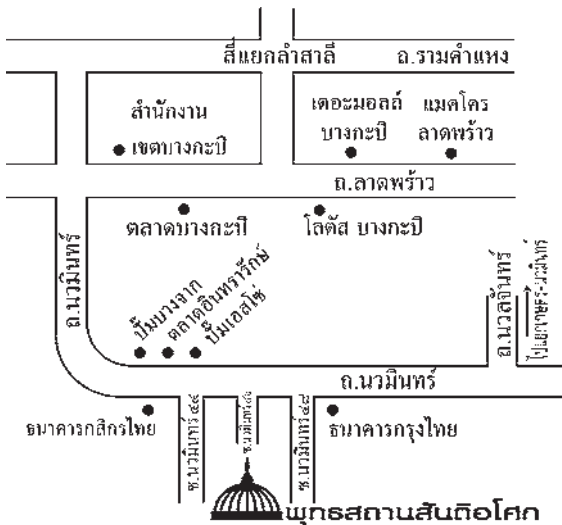 สี่แยกลำสาลี
ถ.รามคำแหง
สำนักงาน
เขตบางกะปิ
เดอะมอลล์
บางกะปิ
แมคโคร
ลาดพร้าว
ถ.ลาดพร้าว
ตลาดบางกะปิ
โลตัส บางกะปิ
ถ.นวมินทร์
ปั๊มบางจาก
ตลาดอินทรารักษ์
ปั๊มเอสโซ่
ถ.นวลจันทร์
ถ.นวมินทร์
ธนาคารกสิกรไทย
ซ.นวมินทร์
ซ.นวมินทร์
ซ.นวมินทร์ ๔๘
ธนาคารกรุงไทย
พุทธสถานสันติอโศก